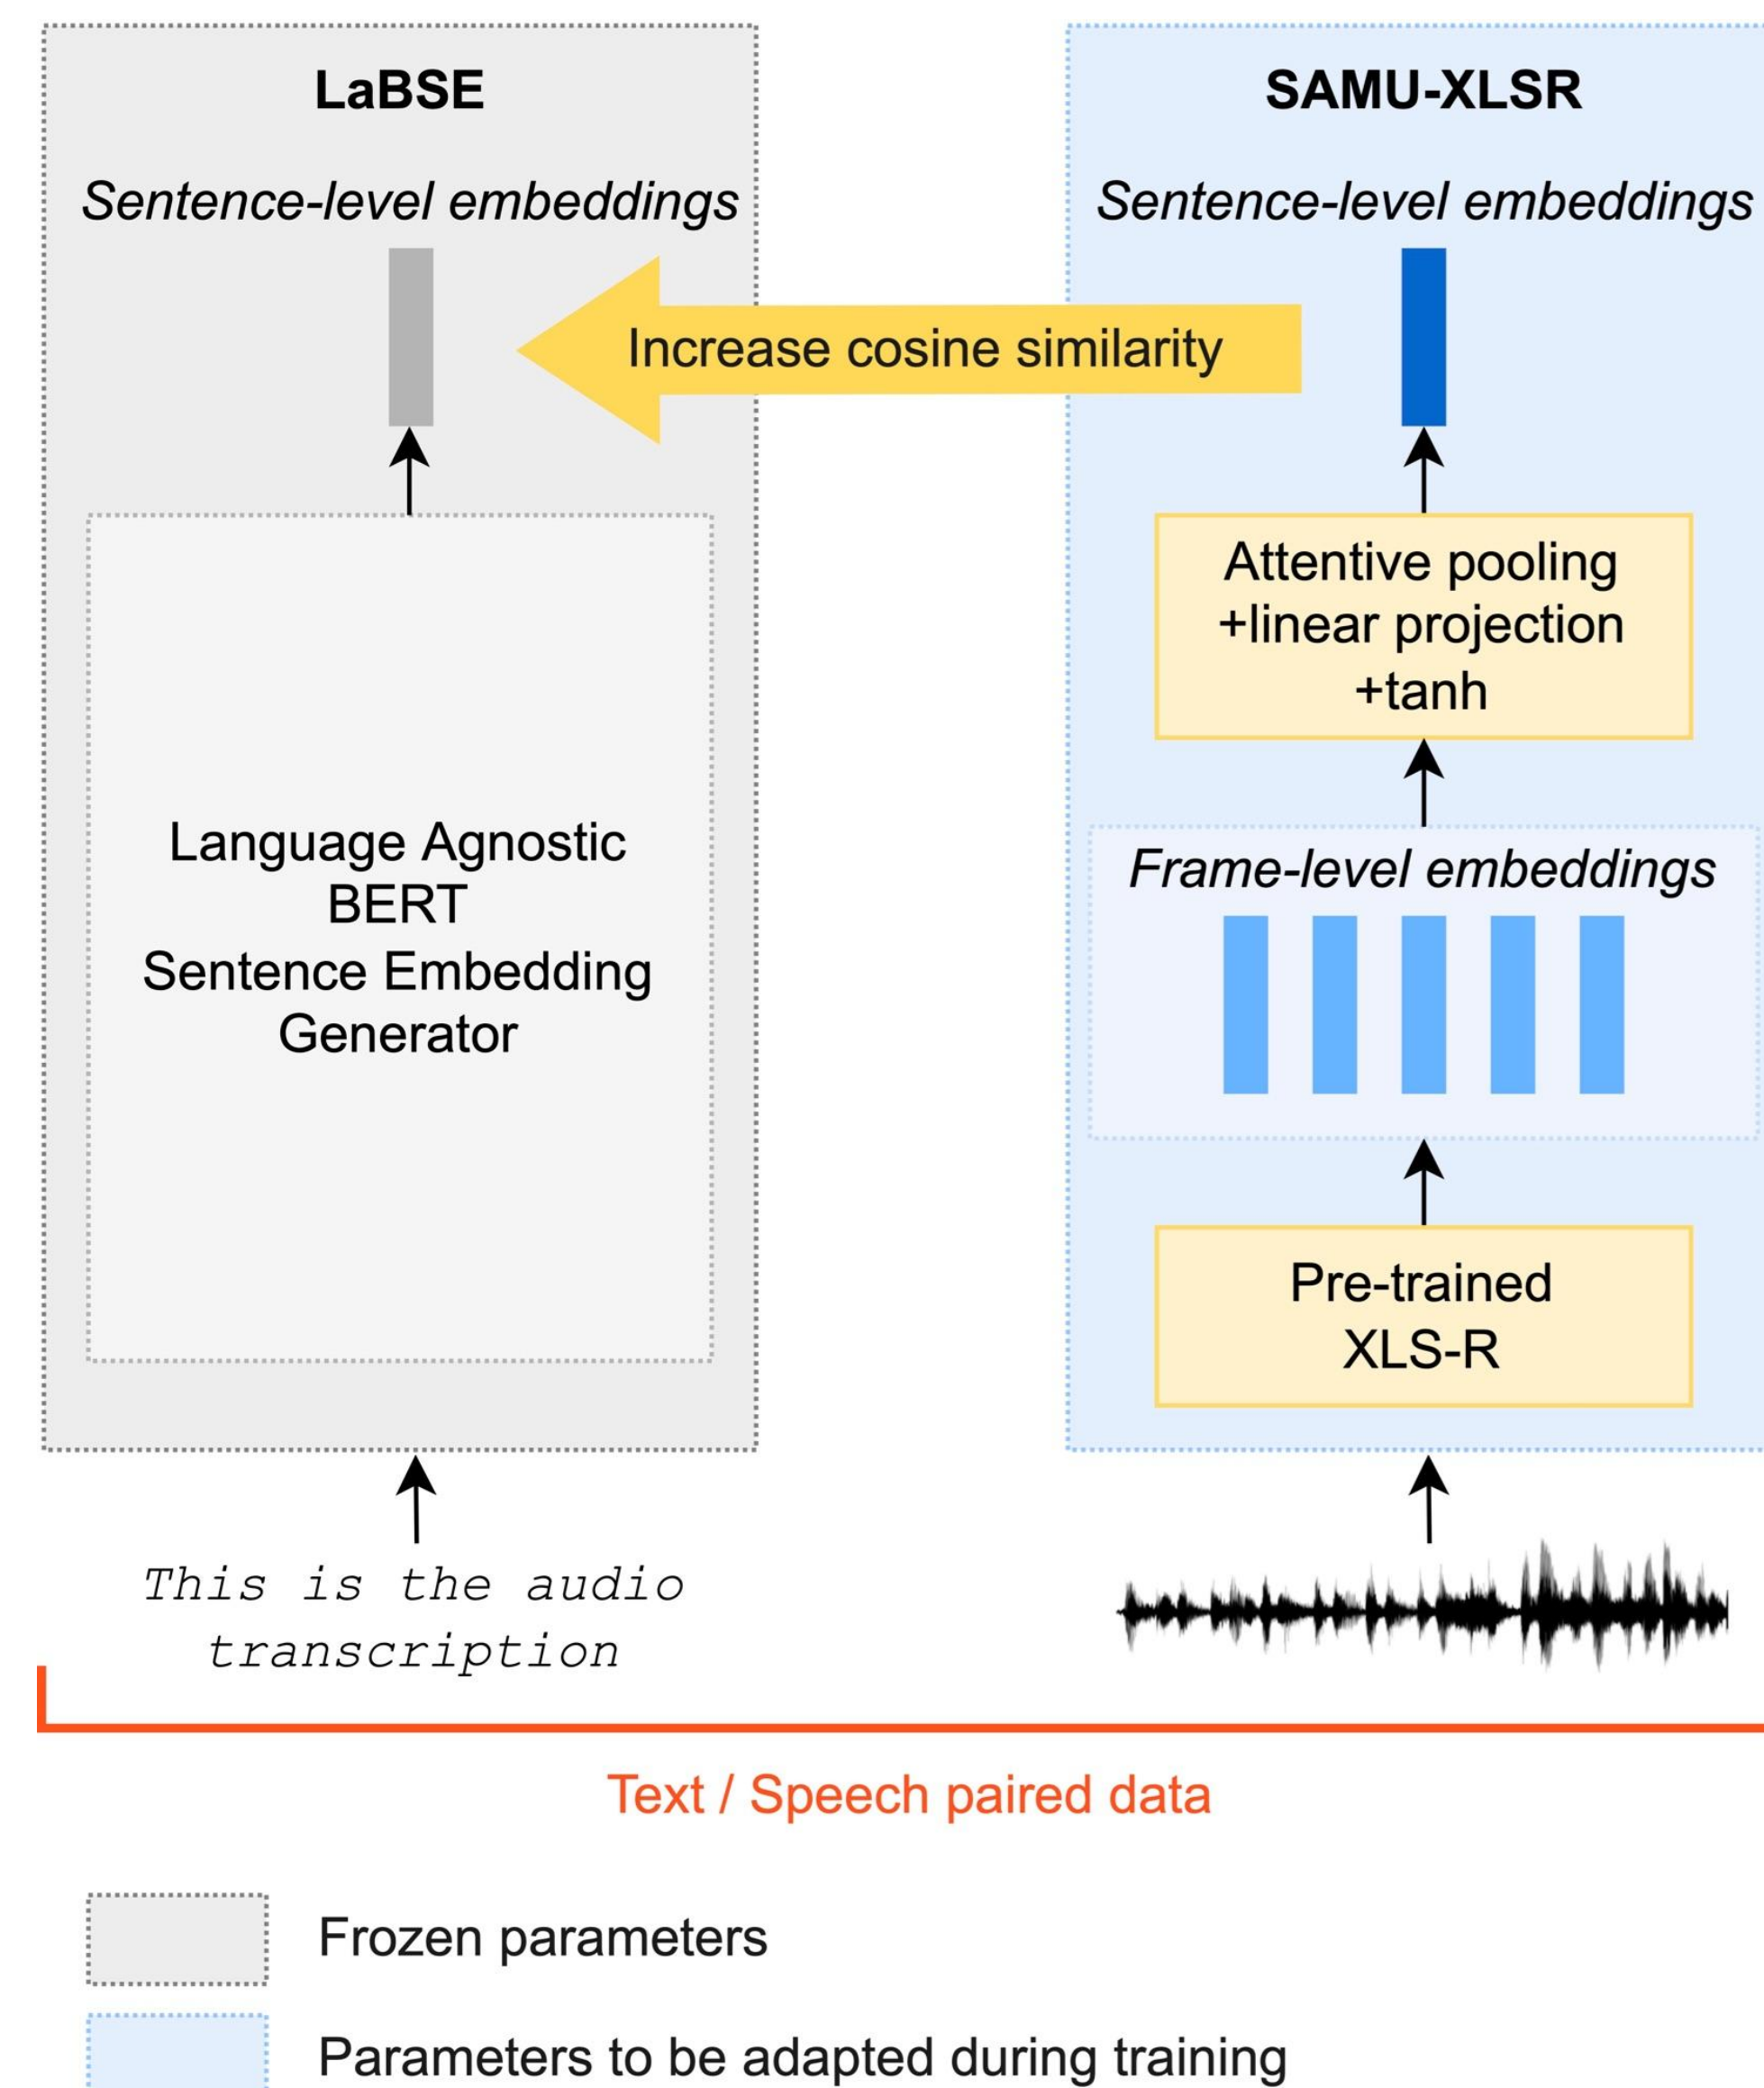 LaBSE
Sentence-level embeddings
Language Agnostic
BERT
Sentence Embedding
Generator
This is the audio
transcription
Increase cosine similarity
SAMU-XLSR
Sentence-level embeddings
Attentive pooling
+linear projection
+tanh
Frame-level embeddings
Pre-trained
XLS-R
Text / Speech paired data
Frozen parameters
Parameters to be adapted during training